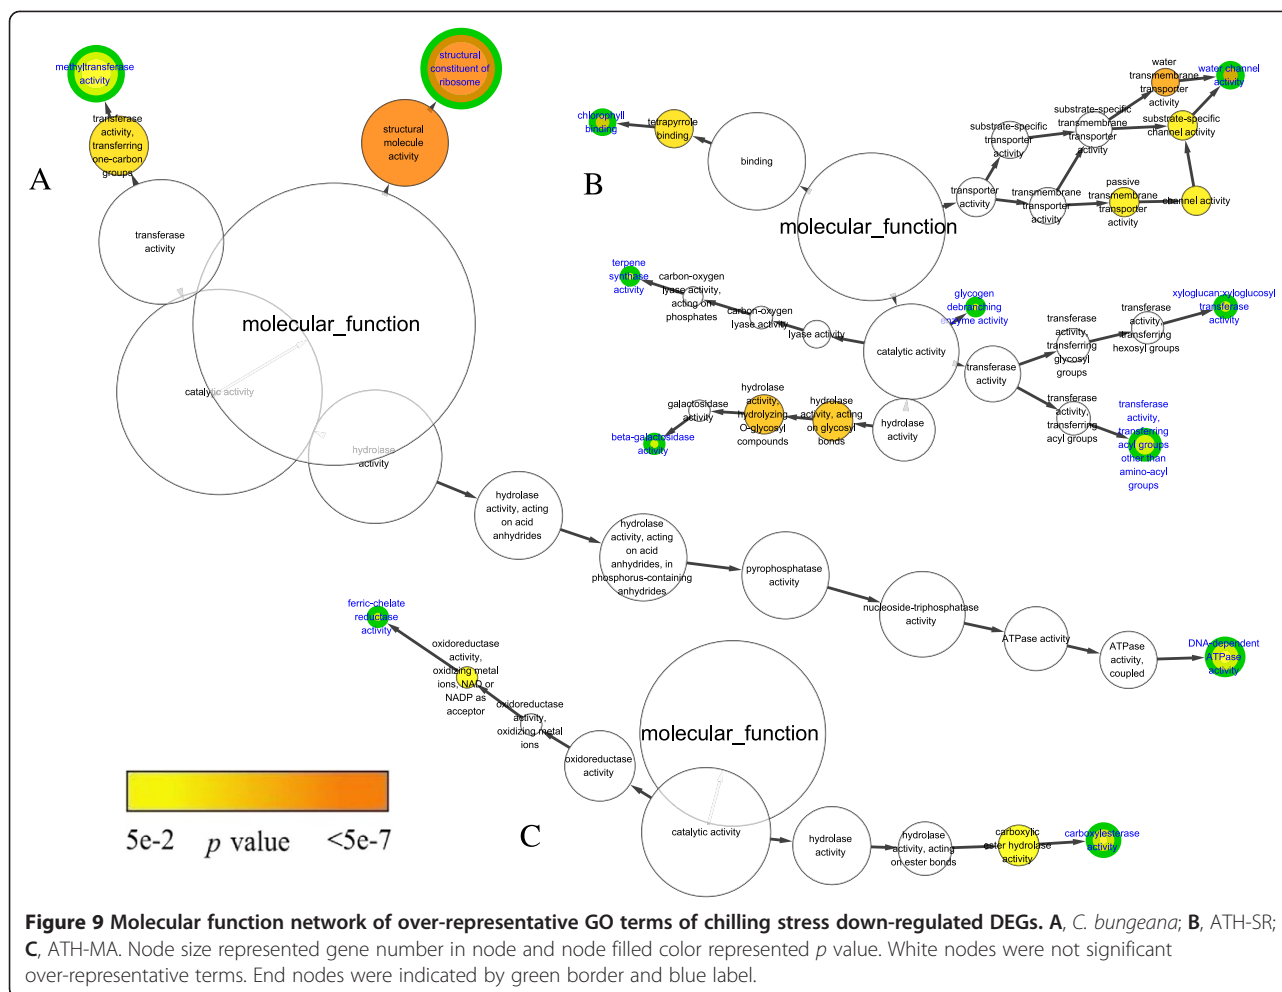 methyltransferase
activity
transferase
activity,
transferring
one-carbon
groups
structural
constituent of
ribosome
structural
molecule
activity
A
transferase
activity
molecular_function
catalytic activity
hydrolase
activity
hydrolase
activity, acting
on acid
anhydrides
hydrolase
activity, acting
on acid
anhydrides, in
phosphorus-containing
anhydrides
pyrophosphatase
activity
nucleoside-triphosphatase
activity
ATPase activity
ATPase
activity,
coupled
DNA-dependent
ATPase
activity
B
chlorophyll
binding
tetrapyrrole
binding
binding
molecular_function
transporter
activity
substrate-specific
transporter
activity
transmembrane
transporter
activity
substrate-specific
transmembrane
transporter
activity
water
transmembrane
transporter
activity
water channel
activity
substrate-specific
channel activity
passive
transmembrane
transporter activity
channel activity
terpene
synthase
activity
carbon-oxygen
lyase activity,
acting on
phosphates
carbon-oxygen
lyase activity
lyase activity
glycogen
debranching
enzyme activity
catalytic activity
transferase
activity
transferase
activity,
transferring
glycosyl
groups
transferase
activity,
transferring
hexosyl groups
xyloglucan:xyloglucosyl
transferase
activity
transferase
activity,
transferring
acyl groups
transferase
activity,
transferring
acyl groups
other than
amino-acyl
groups
hydrolase
activity
hydrolase
activity, acting
on glycosyl
bonds
hydrolase
activity,
hydrolyzing
O-glycosyl
compounds
galactosidase
activity
beta-galactosidase
activity
ferric-chelate
reductase
activity
oxidoreductase
activity,
oxidizing metal
ions, NAD or
NADP as
acceptor
oxidoreductase
activity,
oxidizing metal
ions
oxidoreductase
activity
molecular_function
catalytic activity
C
hydrolase
activity
hydrolase
activity, acting
on ester bonds
carboxylic
ester hydrolase
activity
carboxylesterase
activity
5e-2 p value <5e-7
Figure 9 Molecular function network of over-representative GO terms of chilling stress down-regulated DEGs. A, C. bungeana; B, ATH-SR;
C, ATH-MA. Node size represented gene number in node and node filled color represented p value. White nodes were not significant
over-representative terms. End nodes were indicated by green border and blue label.